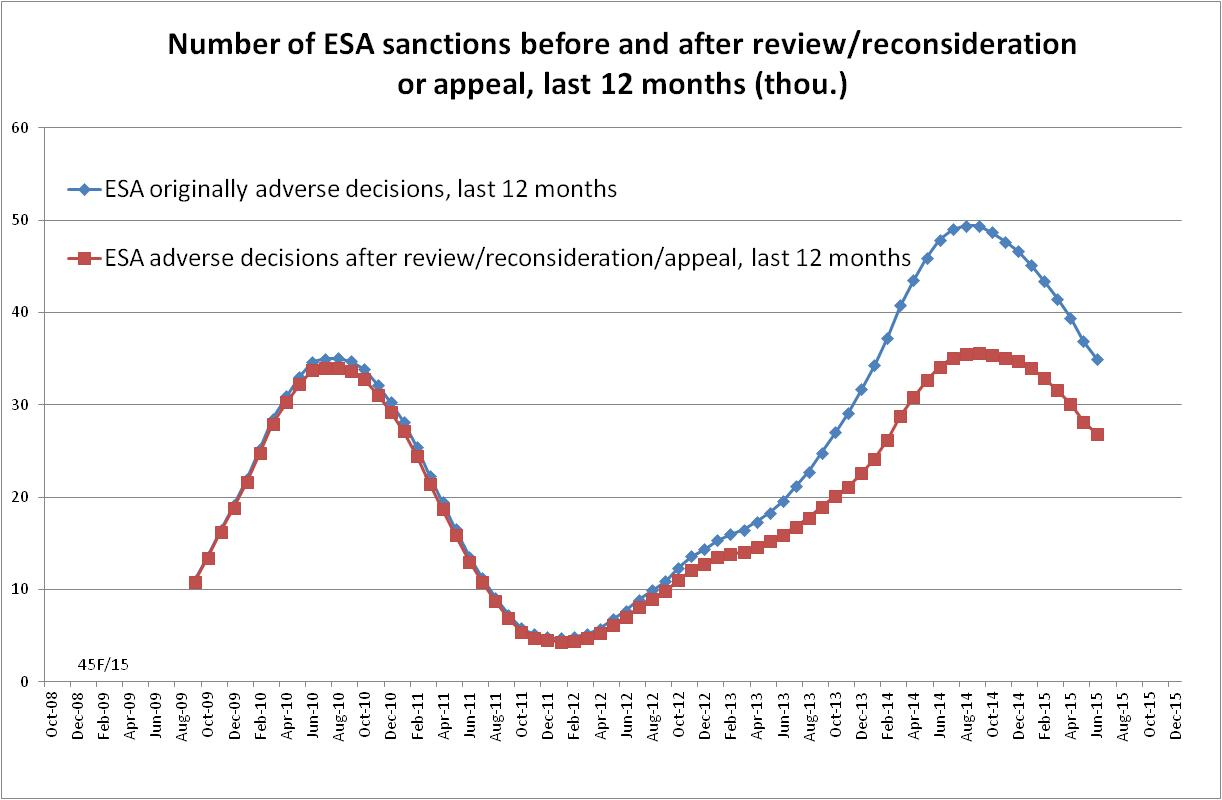 Number of ESA sanctions before and after review/reconsideration
or appeal, last 12 months (thou.)
60
ESA originally adverse decisions, last 12 months
50
ESA adverse decisions after review/reconsideration/appeal, last 12 months
40
30
20
10
45F/15
0
Oct-08
Dec-08
Feb-09
Apr-09
Jun-09
Aug-09
Oct-09
Dec-09
Feb-10
Apr-10
Jun-10
Aug-10
Oct-10
Dec-10
Feb-11
Apr-11
Jun-11
Aug-11
Oct-11
Dec-11
Feb-12
Apr-12
Jun-12
Aug-12
Oct-12
Dec-12
Feb-13
Apr-13
Jun-13
Aug-13
Oct-13
Dec-13
Feb-14
Apr-14
Jun-14
Aug-14
Oct-14
Dec-14
Feb-15
Apr-15
Jun-15
Aug-15
Oct-15
Dec-15